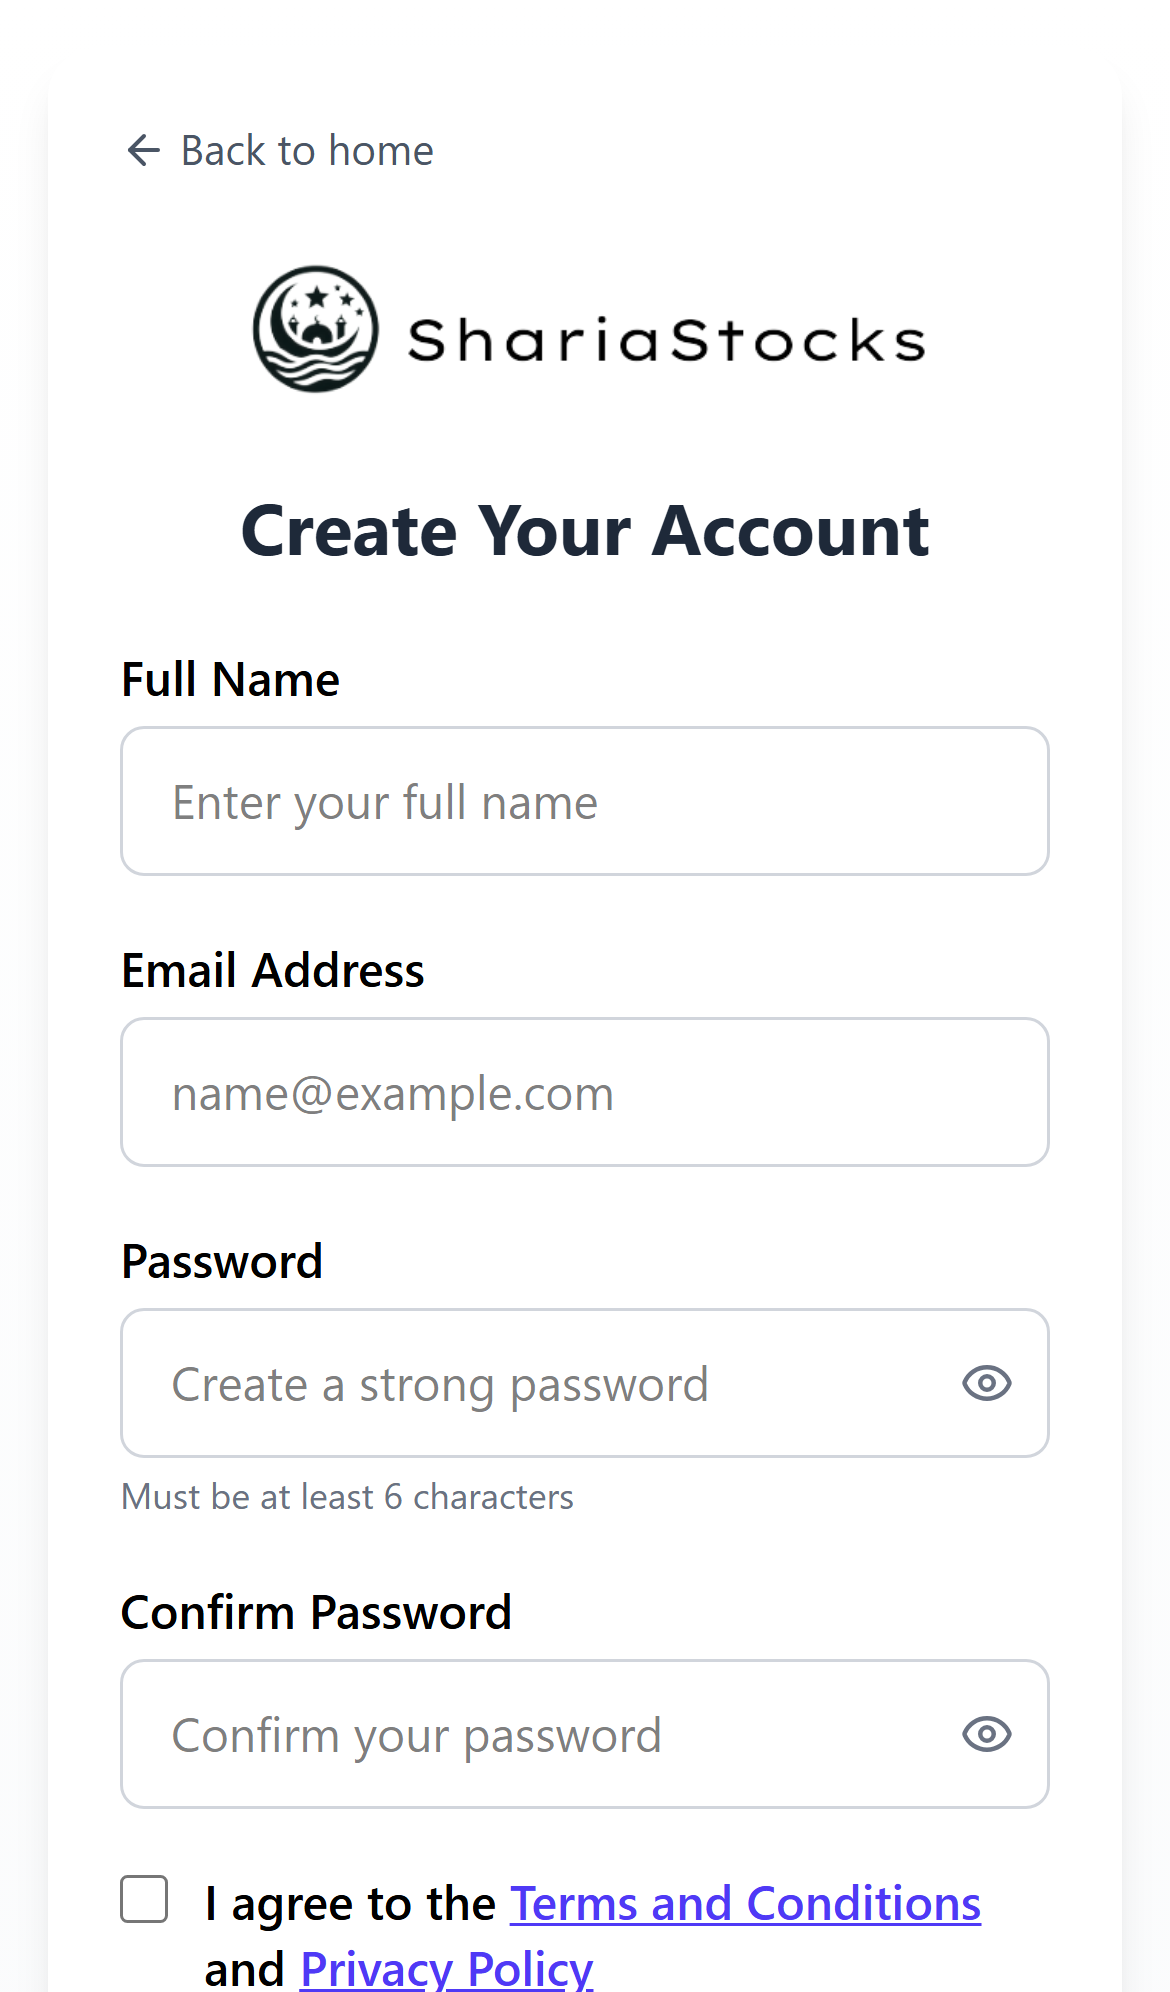 Back to home
ShariaStocks
Create Your Account
Full Name
Enter your full name
Email Address
name@example.com
Password
Create a strong password
Must be at least 6 characters
Confirm Password
Confirm your password
I agree to the Terms and Conditions
and Privacy Policy